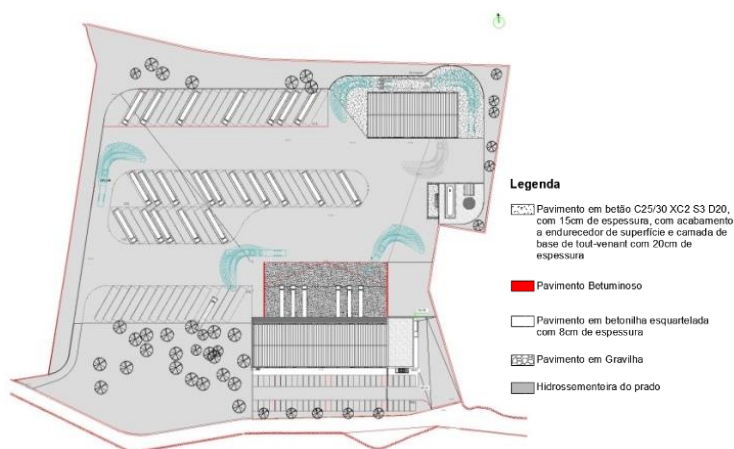 Legenda
Pavimento em betão C25/30 XC2 S3 D20,
com 15cm de espessura, com acabamento
a endurecedor de superfície e camada de
base de tout-venant com 20cm de
espessura
Pavimento Betuminoso
Pavimento em betonilha esquartelada
com 8cm de espessura
Pavimento em Gravilha
Hidrossementeira do prado